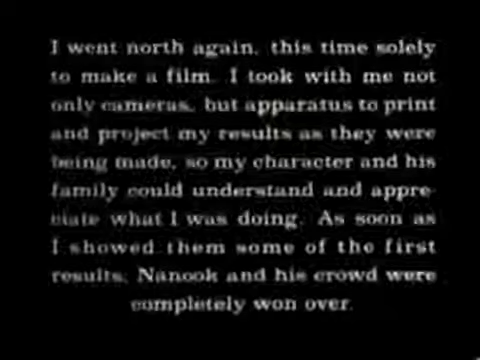 I went north again, this time solely
to make a film. I took with me not
only cameras, but apparatus to print
and project my results as they were
being made, so my character and his
family could understand and appre-
ciate what I was doing. As soon as
I showed them some of the first
results, Nanook and his crowd were
completely won over.